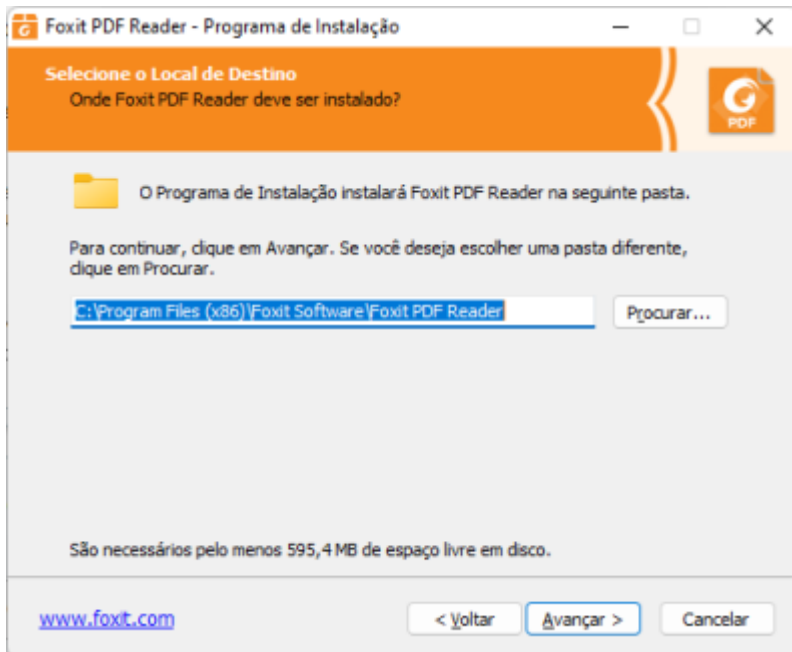 Foxit PDF Reader - Programa de Instalação
Selecione o Local de Destino
Onde Foxit PDF Reader deve ser instalado?
PDF
O Programa de Instalação instalará Foxit PDF Reader na seguinte pasta.
Para continuar, clique em Avançar. Se você deseja escolher uma pasta diferente,
clique em Procurar.
C:\Program Files (x86)\Foxit Software\Foxit PDF Reader
Procurar...
São necessários pelo menos 595,4 MB de espaço livre em disco.
www.foxit.com
< Voltar
Avançar >
Cancelar